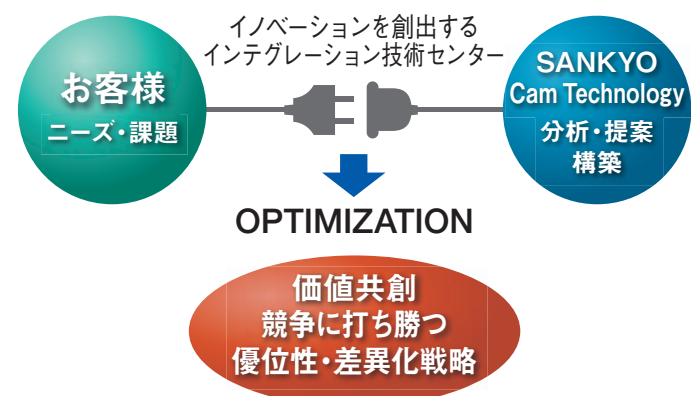 イノベーションを創出する
インテグレーション技術センター
お客様
ニーズ・課題
SANKYO
Cam Technology
分析・提案
構築
OPTIMIZATION
価値共創
競争に打ち勝つ
優位性・差異化戦略